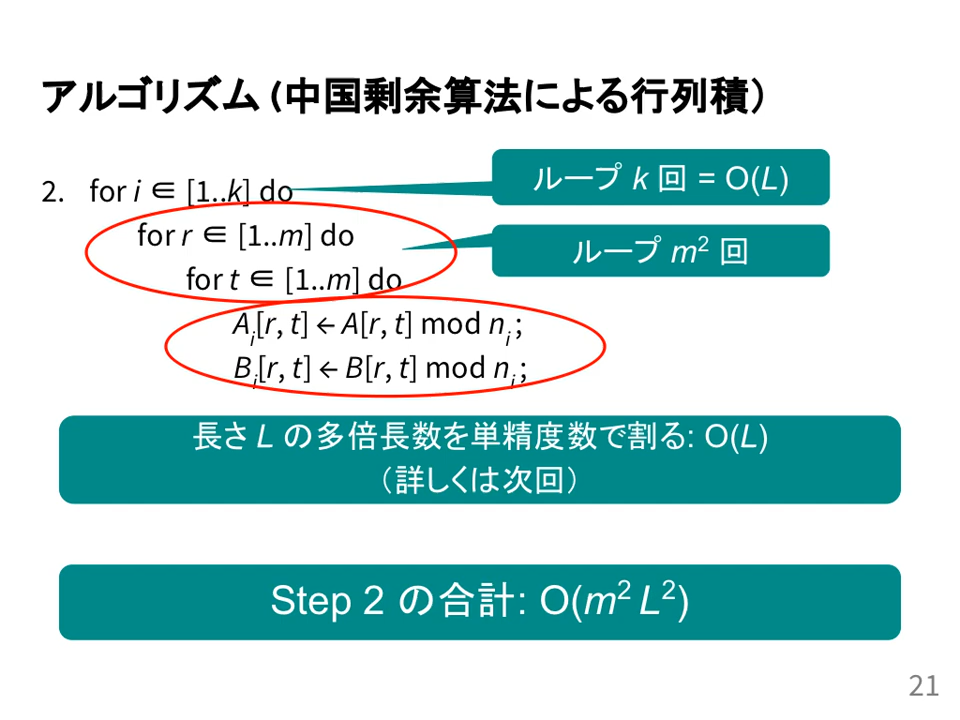 アルゴリズム (中国剰余算法による行列積)
2. for i ∈ [1..k] do
ループ k 回 = O(L)
for r ∈ [1..m] do
ループ m² 回
for t ∈ [1..m] do
Aᵢ[r, t] ← A[r, t] mod nᵢ ;
Bᵢ[r, t] ← B[r, t] mod nᵢ ;
長さ L の多倍長数を単精度数で割る: O(L)
(詳しくは次回)
Step 2 の合計: O(m² L²)
21